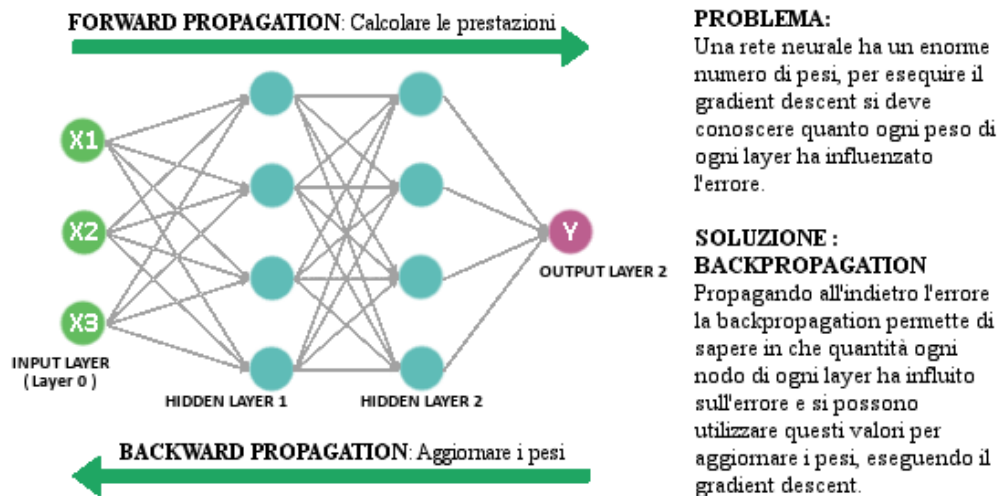 FORWARD PROPAGATION: Calcolare le prestazioni
X1
X2
X3
Y
OUTPUT LAYER 2
INPUT LAYER
( Layer 0 )
HIDDEN LAYER 1
HIDDEN LAYER 2
BACKWARD PROPAGATION: Aggiornare i pesi
PROBLEMA:
Una rete neurale ha un enorme
numero di pesi, per esequire il
gradient descent si deve
conoscere quanto ogni peso di
ogni layer ha influenzato
l'errore.
SOLUZIONE :
BACKPROPAGATION
Propagando all'indietro l'errore
la backpropagation permette di
sapere in che quantità ogni
nodo di ogni layer ha influito
sull'errore e si possono
utilizzare questi valori per
aggiornare i pesi, eseguendo il
gradient descent.